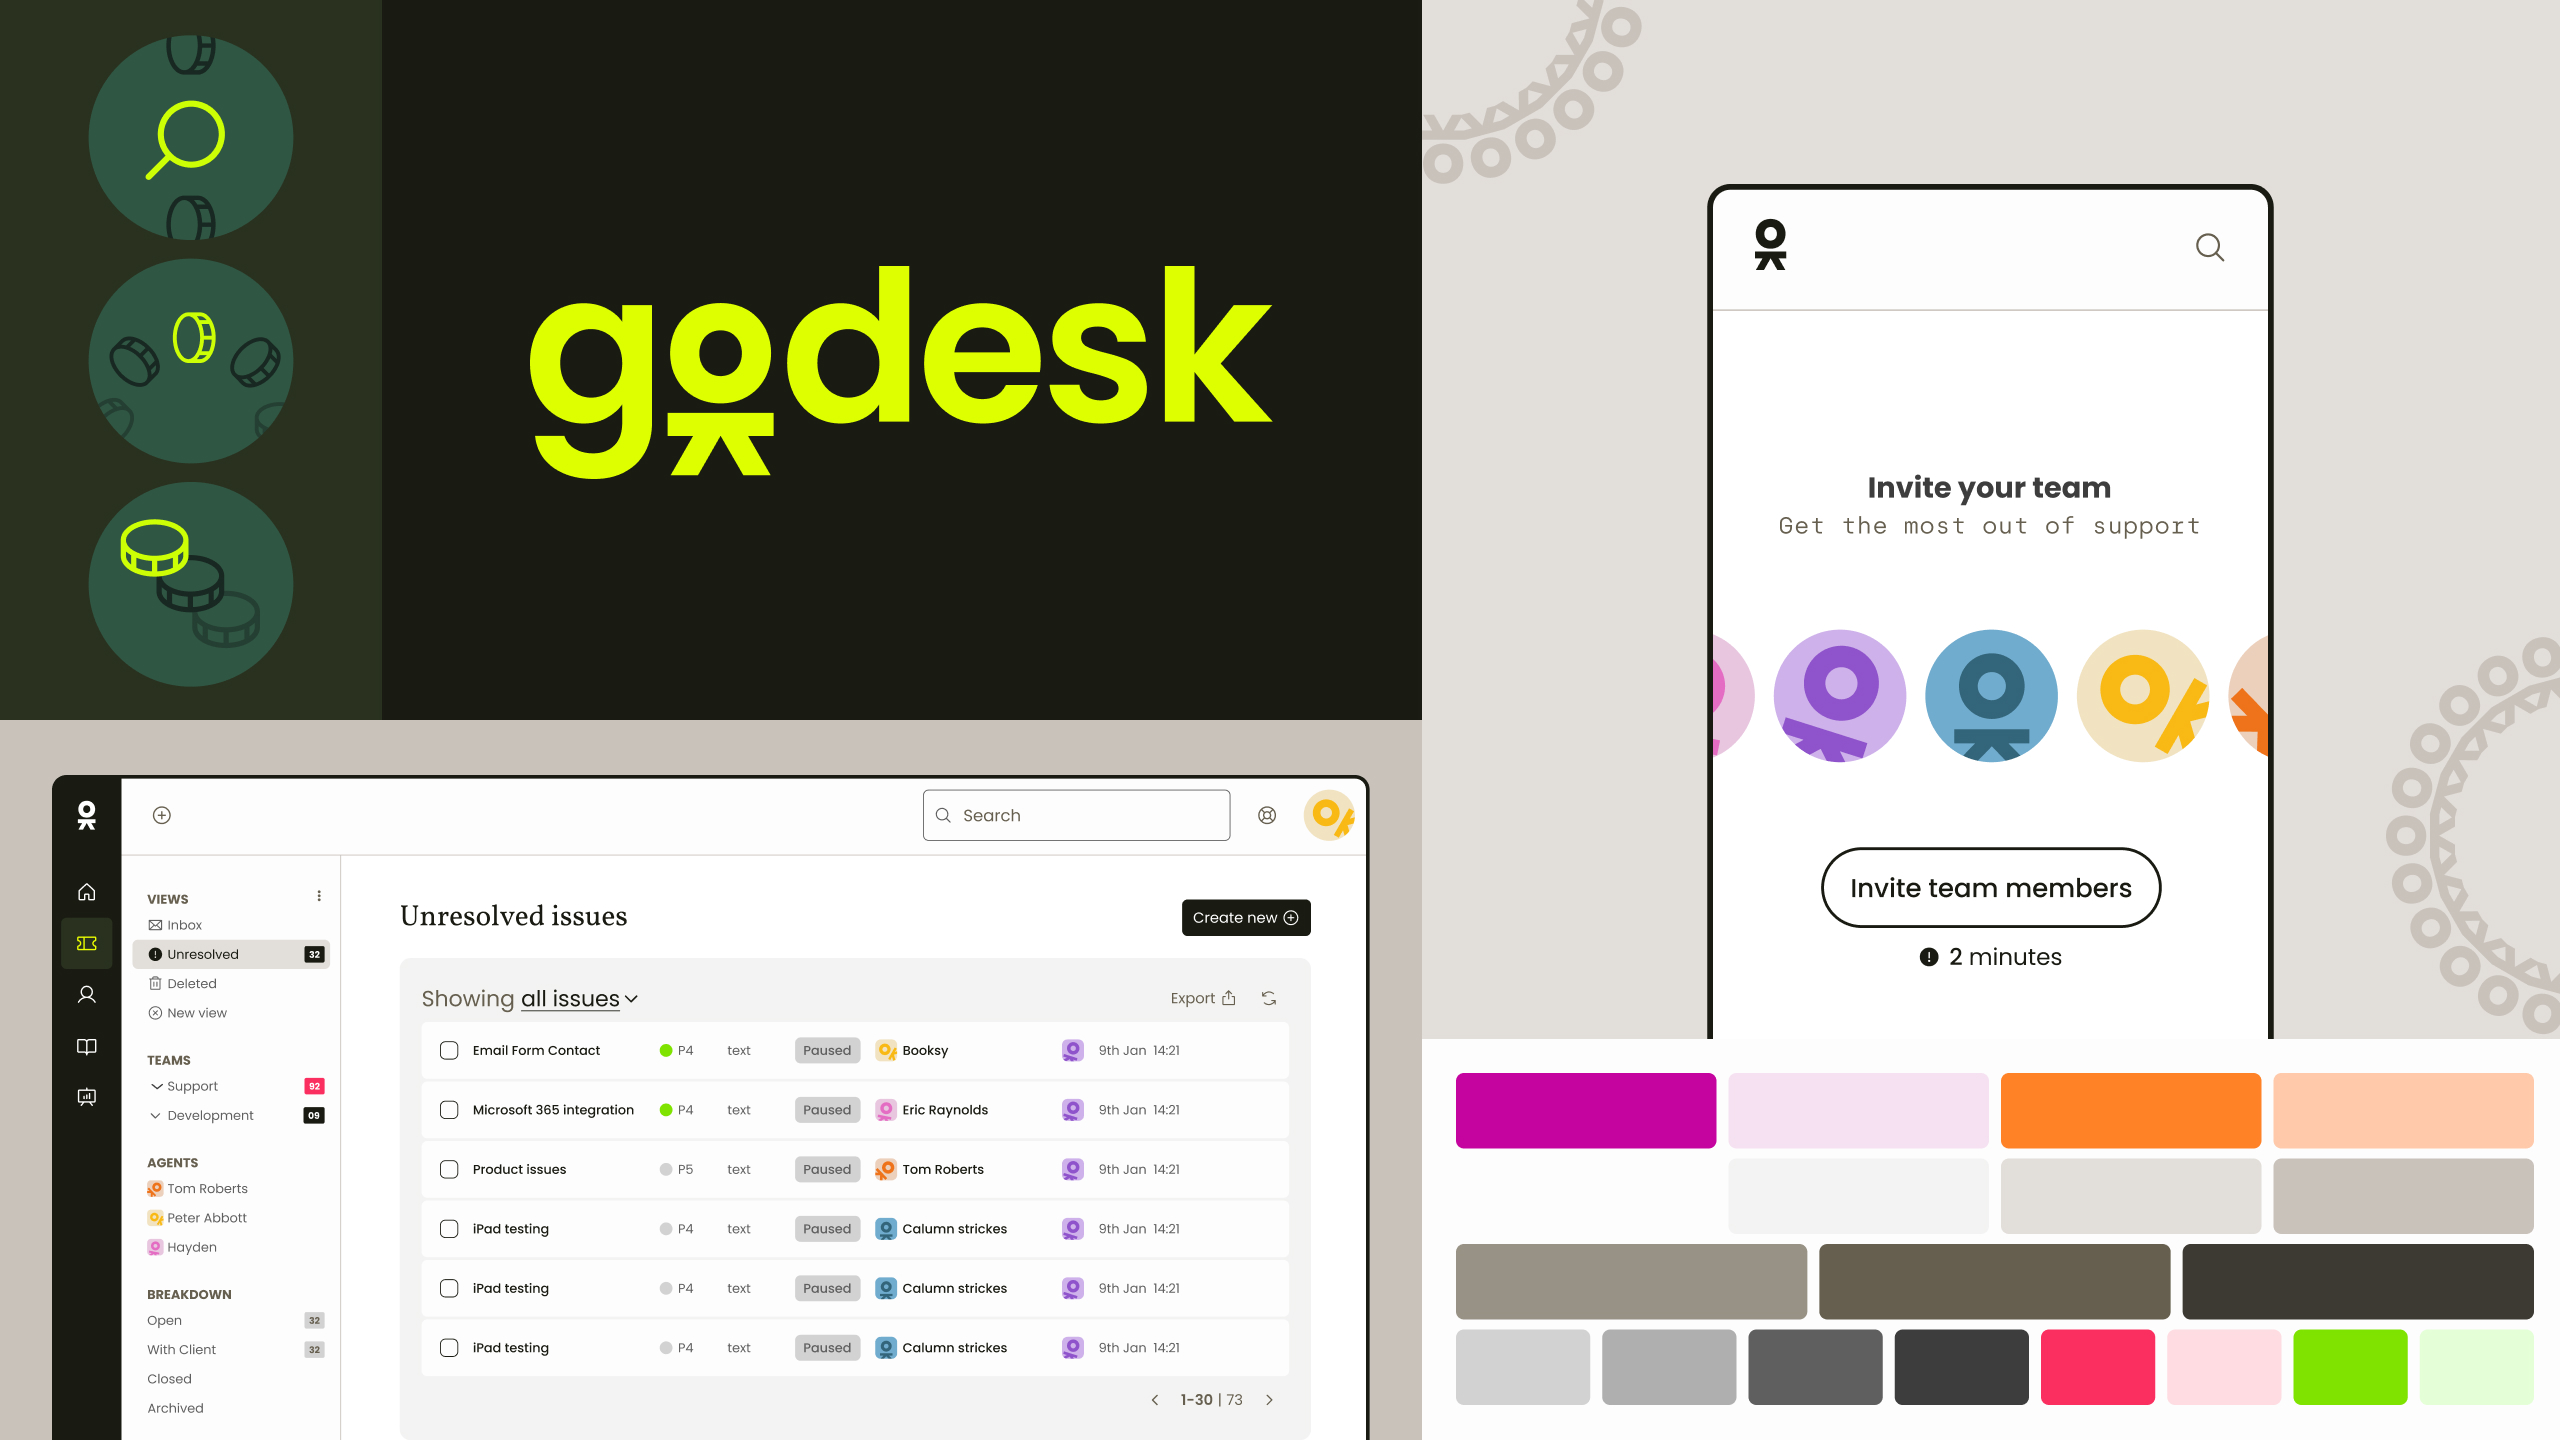 godesk
Search
VIEWS
Inbox
Unresolved 32
Deleted
New view
TEAMS
Support 92
Development 09
AGENTS
Tom Roberts
Peter Abbott
Hayden
BREAKDOWN
Open 32
With Client 32
Closed
Archived
Unresolved issues
Create new
Showing all issues
Export
Email Form Contact P4 text Paused Booksy 9th Jan 14:21
Microsoft 365 integration P4 text Paused Eric Raynolds 9th Jan 14:21
Product issues P5 text Paused Tom Roberts 9th Jan 14:21
iPad testing P4 text Paused Calumn strickes 9th Jan 14:21
iPad testing P4 text Paused Calumn strickes 9th Jan 14:21
iPad testing P4 text Paused Calumn strickes 9th Jan 14:21
1-30 | 73
Invite your team
Get the most out of support
Invite team members
2 minutes